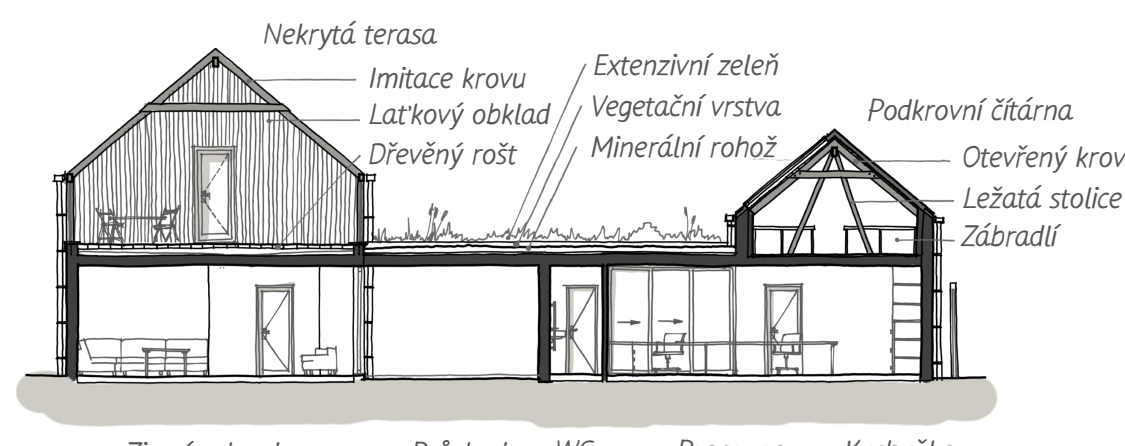 Nekrytá terasa
Imitace krovu
Laťkový obklad
Dřevěný rošt
Extenzivní zeleň
Vegetační vrstva
Minerální rohož
Podkrovní čítárna
Otevřený krov
Ležatá stolice
Zábradlí